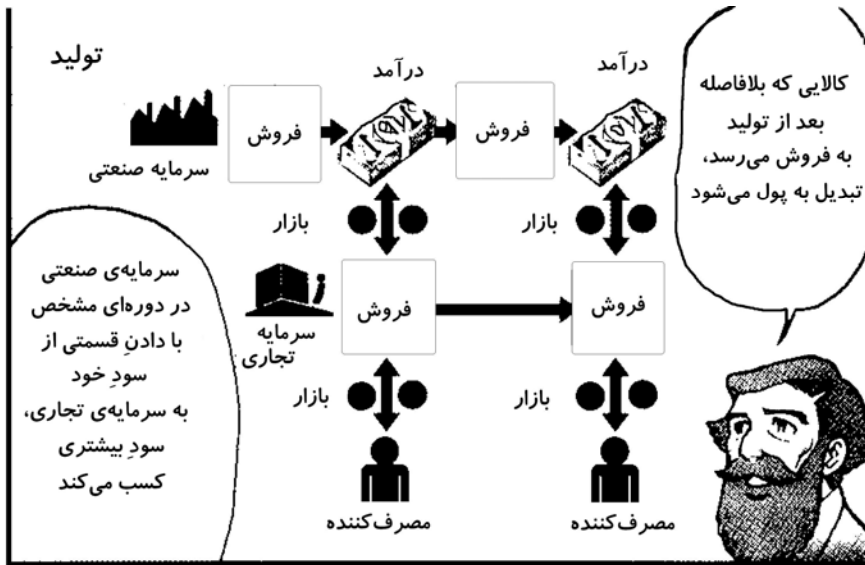 تولید
درآمد
درآمد
فروش
فروش
سرمایه صنعتی
بازار
بازار
سرمایه
تجاری
فروش
فروش
بازار
بازار
مصرف‌کننده
مصرف‌کننده
کالایی که بلافاصله
بعد از تولید
به فروش می‌رسد،
تبدیل به پول می‌شود
سرمایه‌ی صنعتی
در دوره‌ای مشخص
با دادنِ قسمتی از
سودِ خود
به سرمایه‌ی تجاری،
سودِ بیشتری
کسب می‌کند